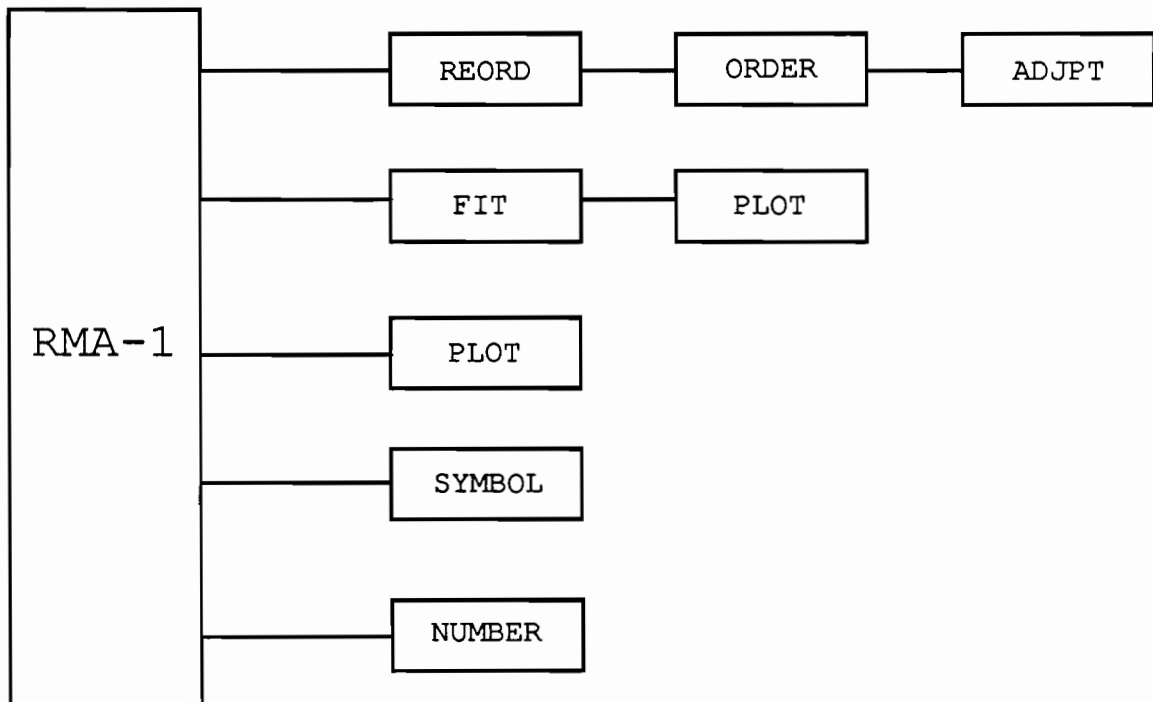 REORD
ORDER
ADJPT
FIT
PLOT
RMA-1
PLOT
SYMBOL
NUMBER